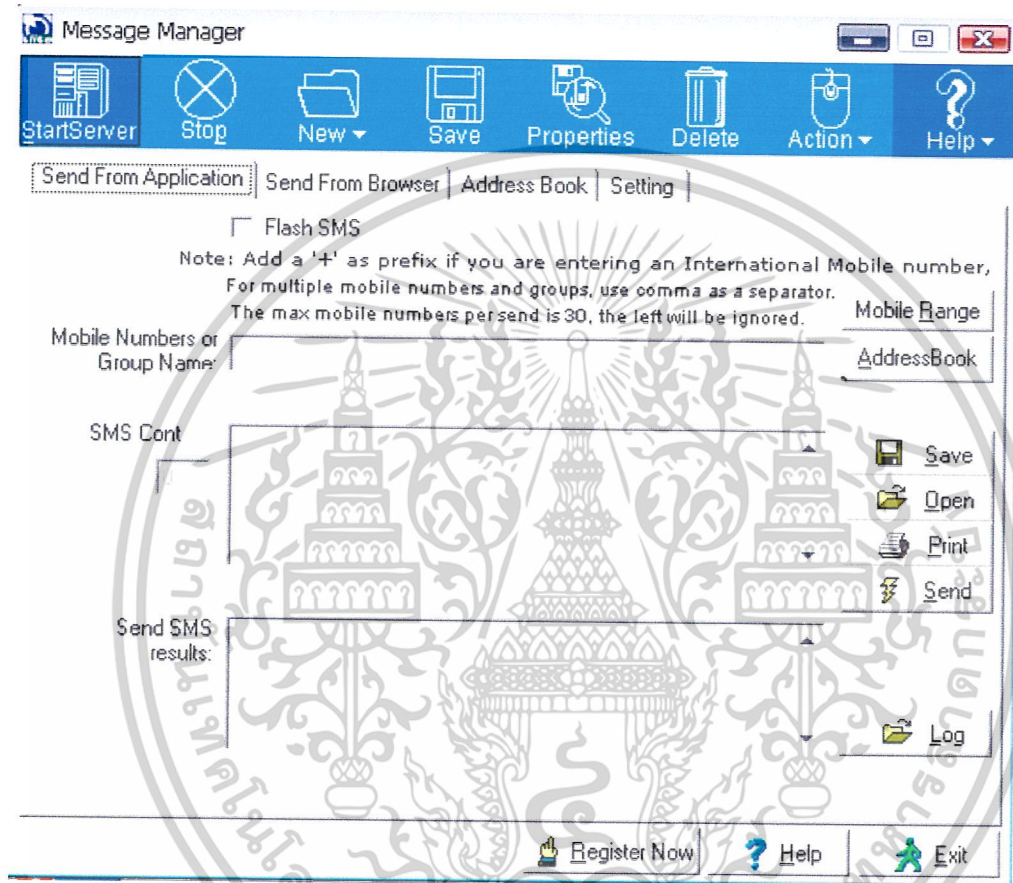 Message Manager
StartServer Stop New Save Properties Delete Action Help
Send From Application Send From Browser Address Book Setting
Flash SMS
Note: Add a '+' as prefix if you are entering an International Mobile number,
For multiple mobile numbers and groups, use comma as a separator.
The max mobile numbers per send is 30, the left will be ignored.
Mobile Range
Mobile Numbers or
Group Name:
AddressBook
SMS Cont
Save
Open
Print
Send
Send SMS
results:
Log
Register Now Help Exit